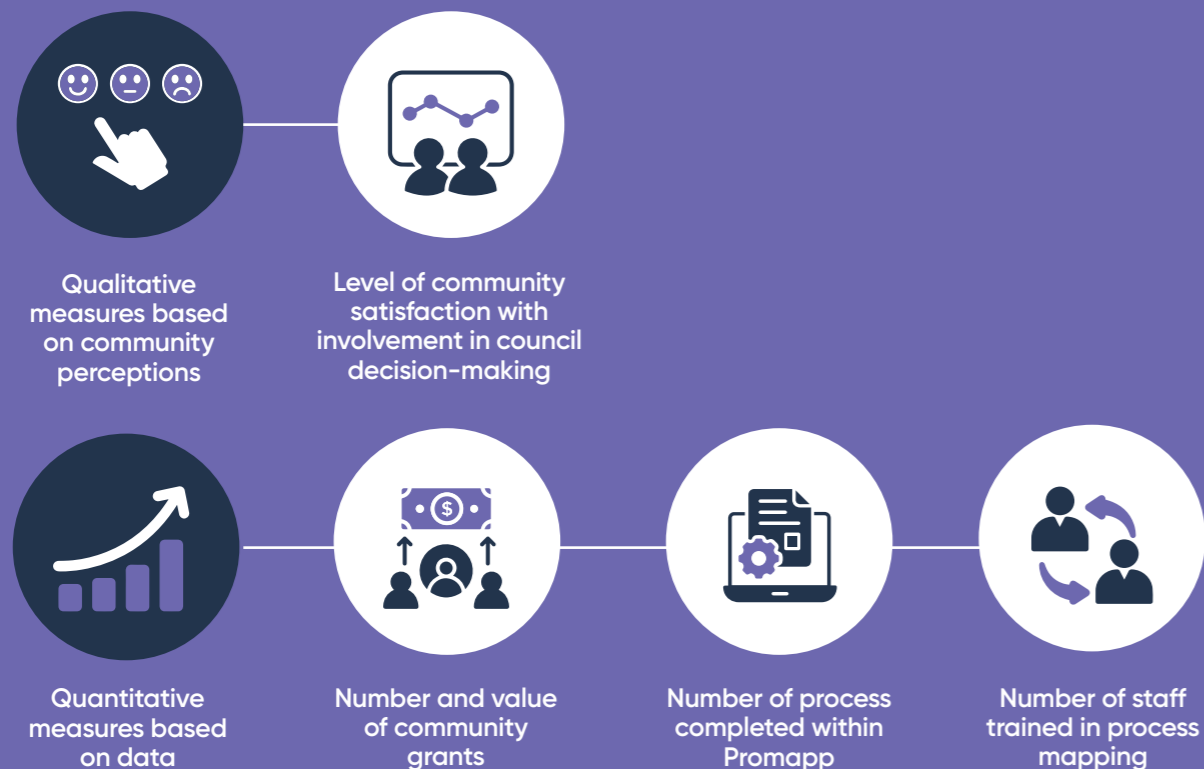 Qualitative
measures based
on community
perceptions
Level of community
satisfaction with
involvement in council
decision-making
$
Quantitative
measures based
on data
Number and value
of community
grants
Number of process
completed within
Promapp
Number of staff
trained in process
mapping